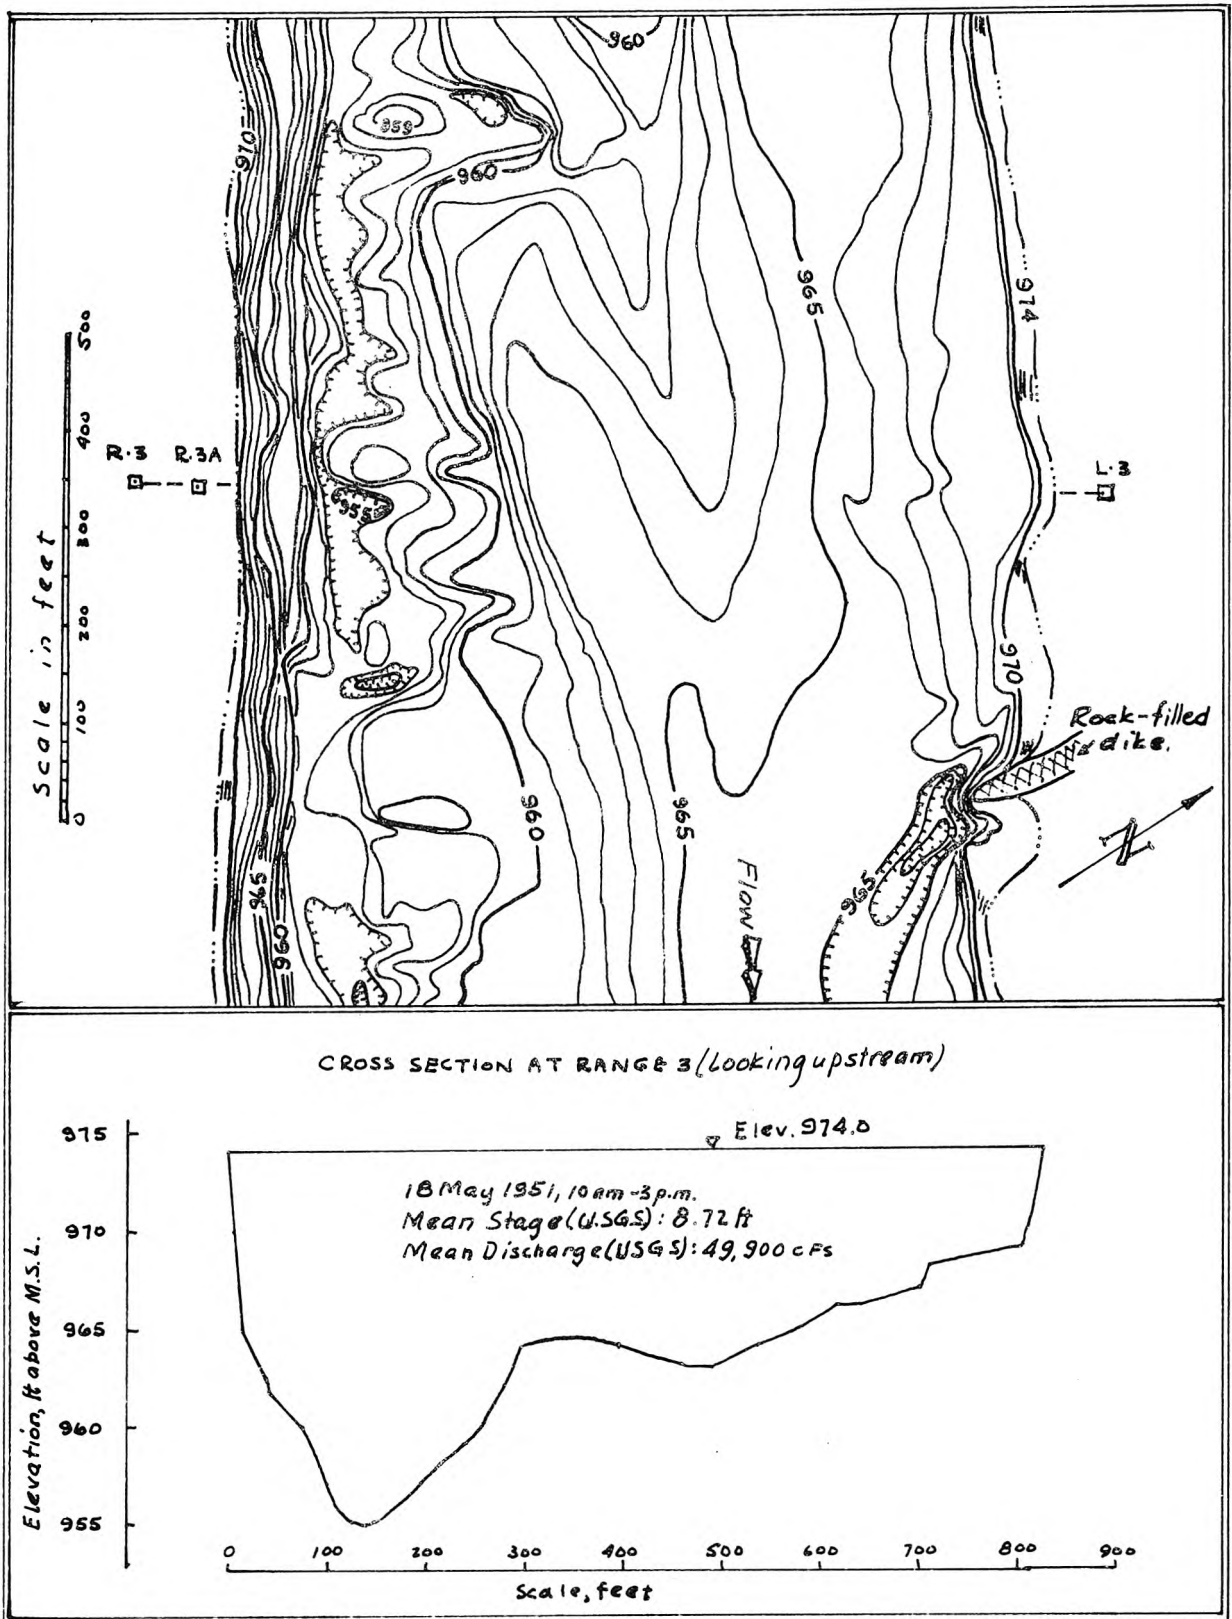 960
910
959
960
965
974
500
400
300
200
100
0
Scale in feet
R.3 R.3A
L.3
955
970
Rock-filled
dike.
960
965
965
965
960
Flow
N
CROSS SECTION AT RANGE 3 (Looking upstream)
Elev. 974.0
18 May 1951, 10 am-3 p.m.
Mean Stage (U.SGS): 8.72 ft
Mean Discharge (USGS): 49,900 cFs
975
970
965
960
955
Elevation, ft above M.S.L.
0 100 200 300 400 500 600 700 800 900
Scale, feet